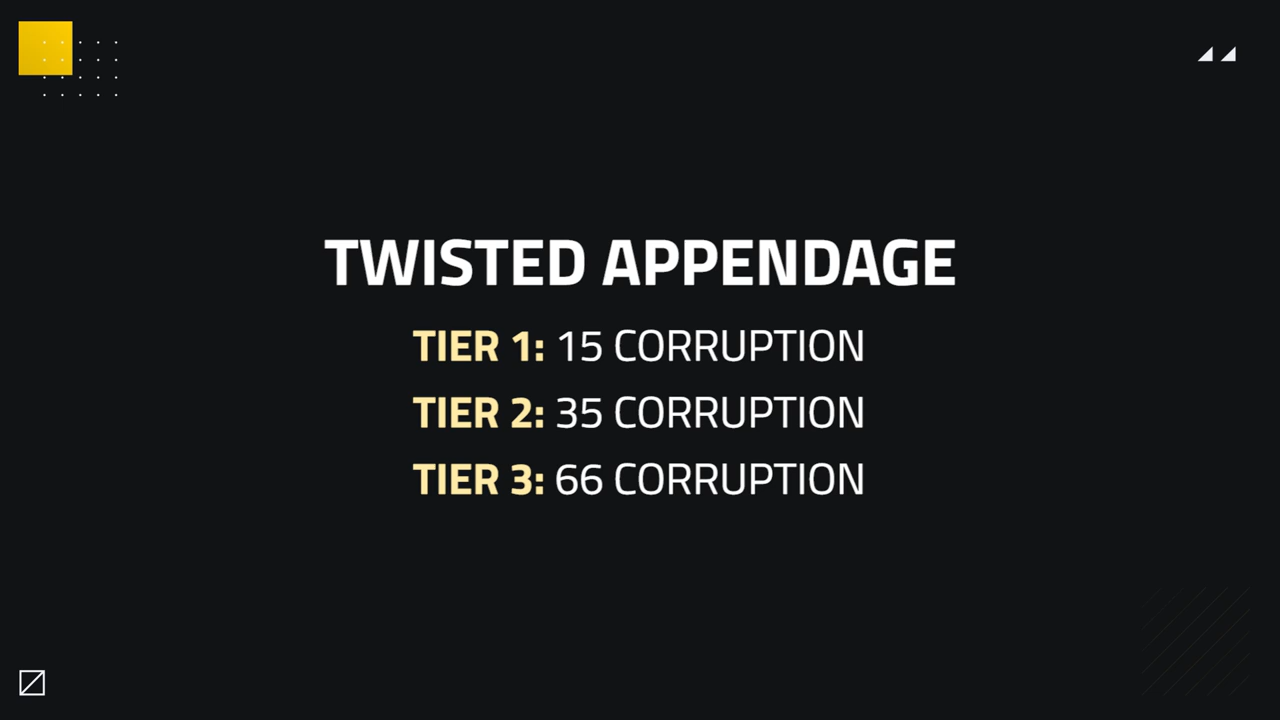 TWISTED APPENDAGE
TIER 1: 15 CORRUPTION
TIER 2: 35 CORRUPTION
TIER 3: 66 CORRUPTION